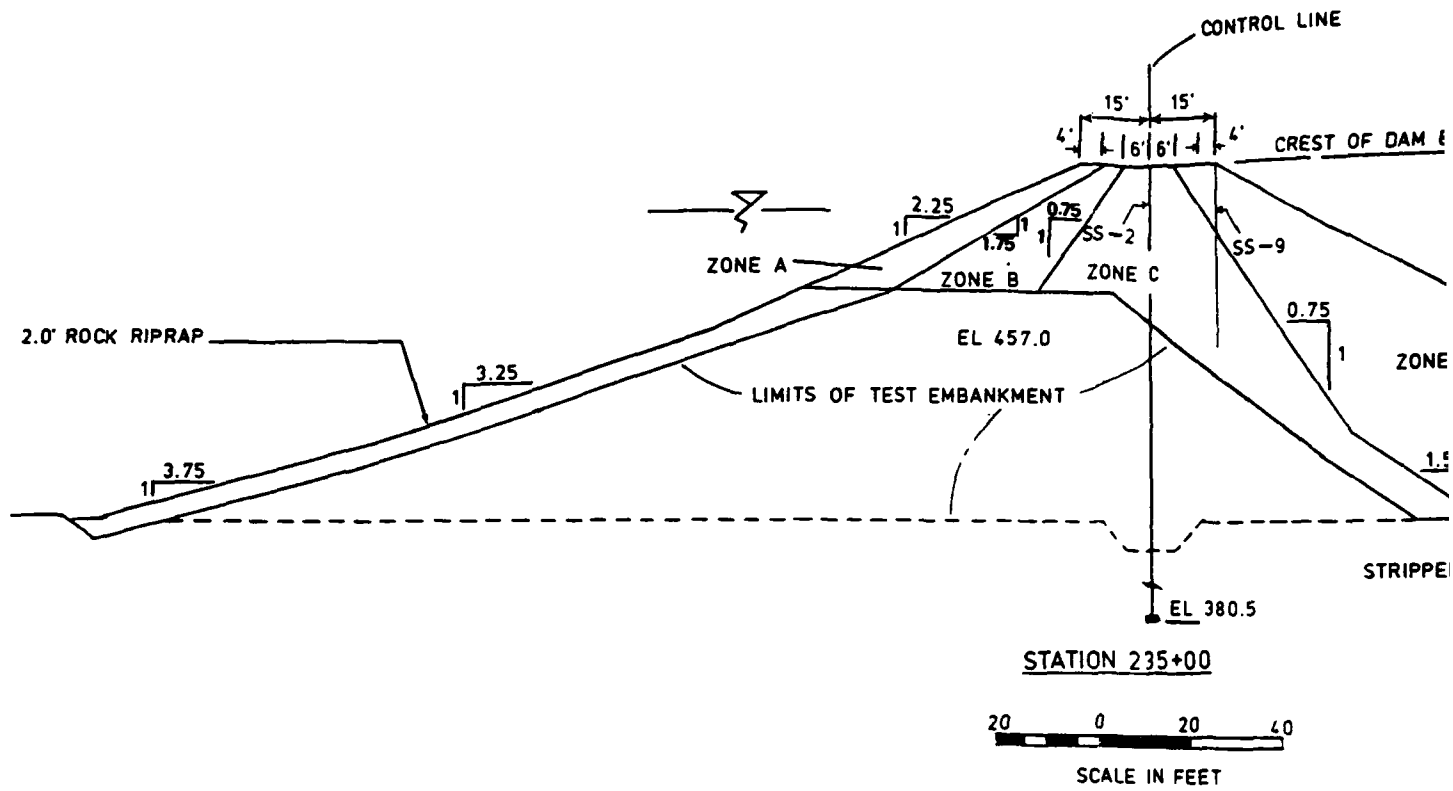 CONTROL LINE
15' 15'
4' 6' 6' 4'
CREST OF DAM
2.25
1
0.75
1
1
1.75
SS-2
SS-9
ZONE A
ZONE B
ZONE C
0.75
1
2.0' ROCK RIPRAP
EL 457.0
ZONE
3.25
1
LIMITS OF TEST EMBANKMENT
3.75
1
1.5
STRIPPE
EL 380.5
STATION 235+00
20 0 20 40
SCALE IN FEET